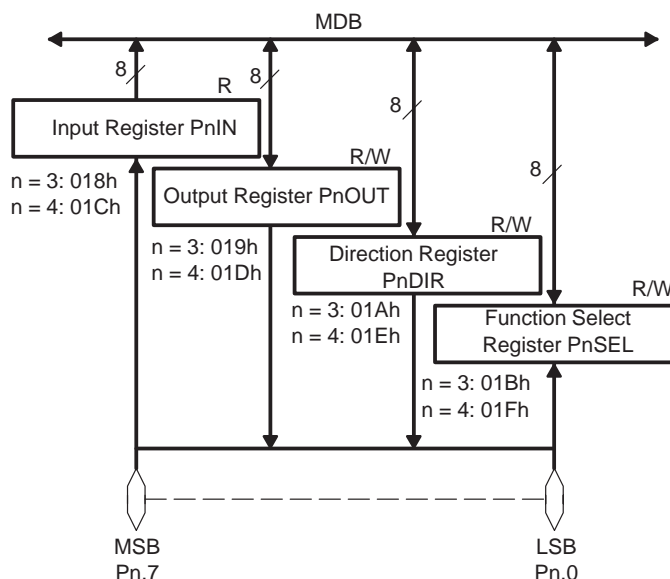 MDB
8
8
8
8
R
Input Register PnIN
n = 3: 018h
n = 4: 01Ch
R/W
Output Register PnOUT
n = 3: 019h
n = 4: 01Dh
R/W
Direction Register
PnDIR
n = 3: 01Ah
n = 4: 01Eh
R/W
Function Select
Register PnSEL
n = 3: 01Bh
n = 4: 01Fh
MSB
Pn.7
LSB
Pn.0